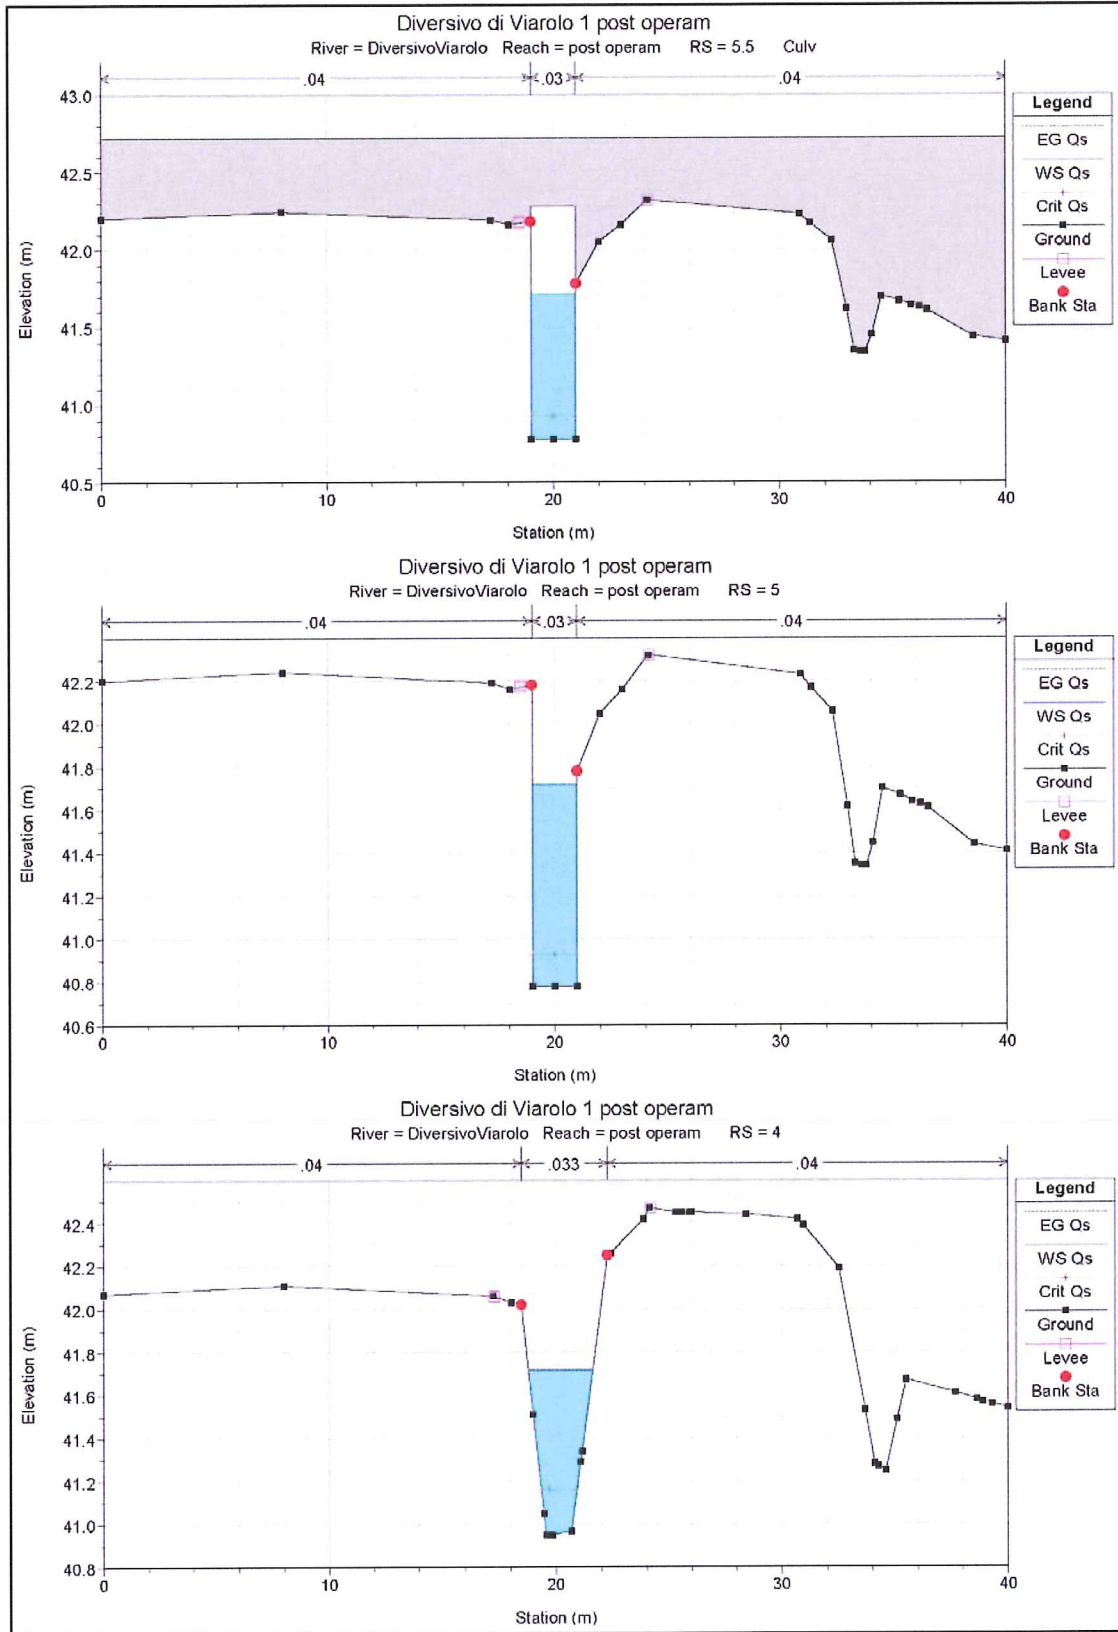 Diversivo di Viarolo 1 post operam
River = DiversivoViarolo Reach = post operam RS = 5.5 Culv
.04 .03 .04
Legend
EG Qs
WS Qs
Crit Qs
Ground
Levee
Bank Sta
43.0
42.5
42.0
41.5
41.0
40.5
Elevation (m)
0 10 20 30 40
Station (m)
Diversivo di Viarolo 1 post operam
River = DiversivoViarolo Reach = post operam RS = 5
.04 .03 .04
Legend
EG Qs
WS Qs
Crit Qs
Ground
Levee
Bank Sta
42.2
42.0
41.8
41.6
41.4
41.2
41.0
40.8
40.6
Elevation (m)
0 10 20 30 40
Station (m)
Diversivo di Viarolo 1 post operam
River = DiversivoViarolo Reach = post operam RS = 4
.04 .033 .04
Legend
EG Qs
WS Qs
Crit Qs
Ground
Levee
Bank Sta
42.4
42.2
42.0
41.8
41.6
41.4
41.2
41.0
40.8
Elevation (m)
0 10 20 30 40
Station (m)